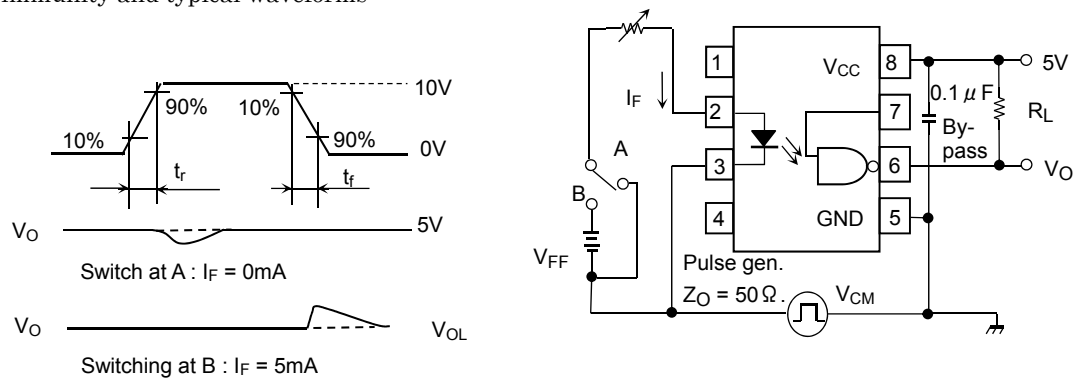 immunity and typical waveforms
10V
90%
10%
10%
90%
0V
tr
tf
VO
5V
Switch at A : IF = 0mA
VO
VOL
Switching at B : IF = 5mA
IF
A
B
VFF
1
2
3
4
VCC
8
7
6
GND
5
5V
0.1 μF
By-
pass
RL
VO
Pulse gen.
ZO = 50Ω.
VCM